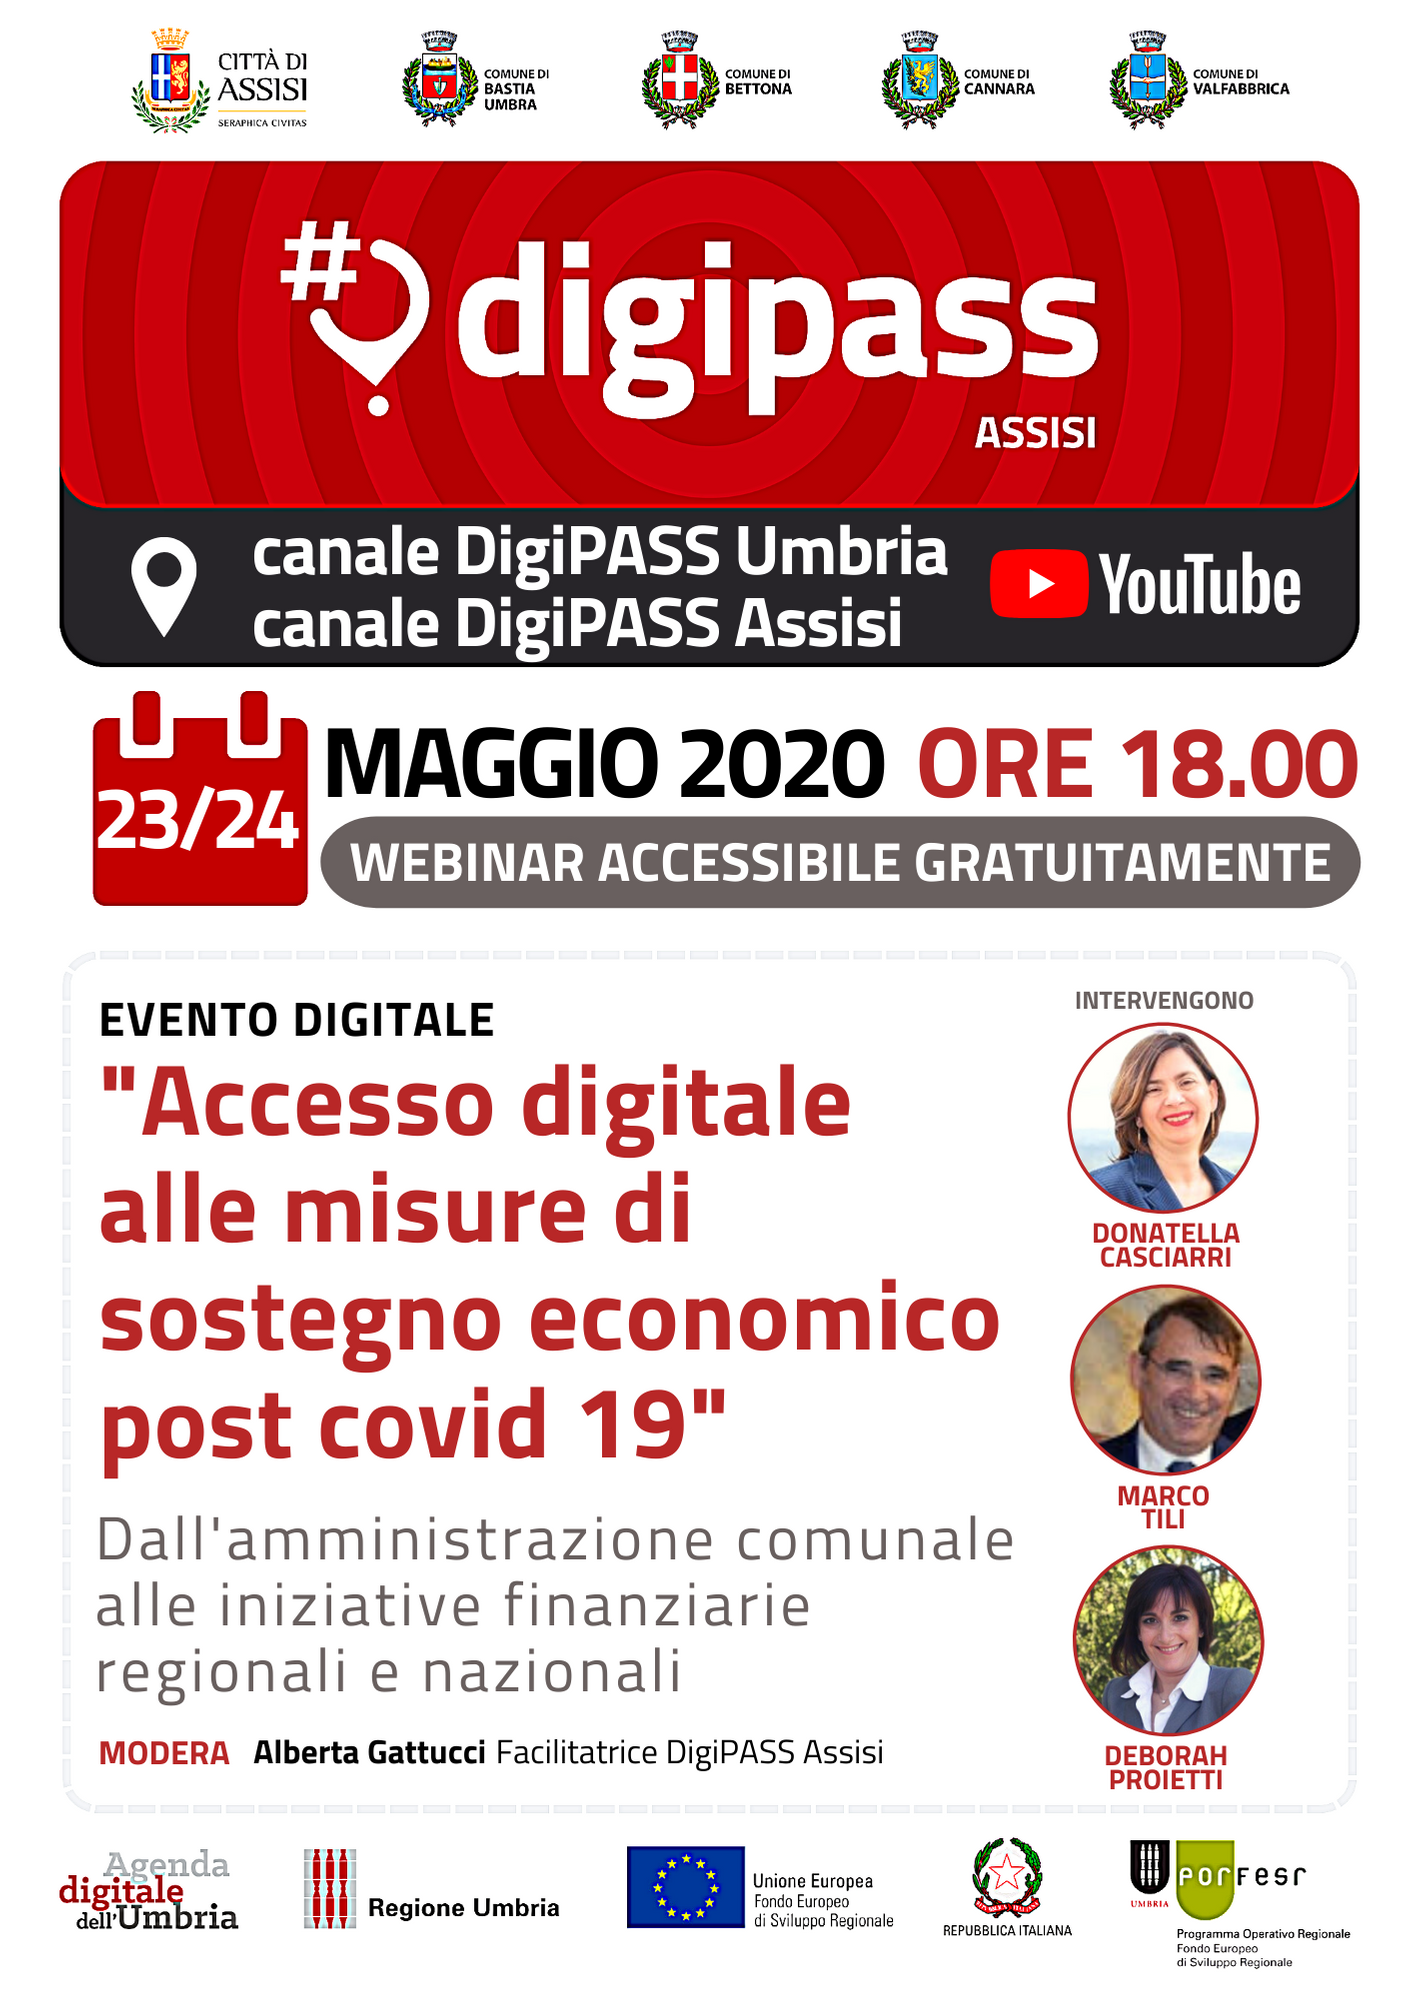 CITTÀ DI
ASSISI
SERAPHICA CIVITAS
COMUNE DI
BASTIA
UMBRA
COMUNE DI
BETTONA
COMUNE DI
CANNARA
COMUNE DI
VALFABBRICA
# digipass
ASSISI
canale DigiPASS Umbria
canale DigiPASS Assisi
YouTube
23/24
MAGGIO 2020 ORE 18.00
WEBINAR ACCESSIBILE GRATUITAMENTE
EVENTO DIGITALE
"Accesso digitale
alle misure di
sostegno economico
post covid 19"
Dall'amministrazione comunale
alle iniziative finanziarie
regionali e nazionali
MODERA Alberta Gattucci Facilitatrice DigiPASS Assisi
INTERVENGONO
DONATELLA
CASCIARRI
MARCO
TILI
DEBORAH
PROIETTI
Agenda
digitale
dell'Umbria
Regione Umbria
Unione Europea
Fondo Europeo
di Sviluppo Regionale
REPUBBLICA ITALIANA
UMBRIA
porfesr
Programma Operativo Regionale
Fondo Europeo
di Sviluppo Regionale